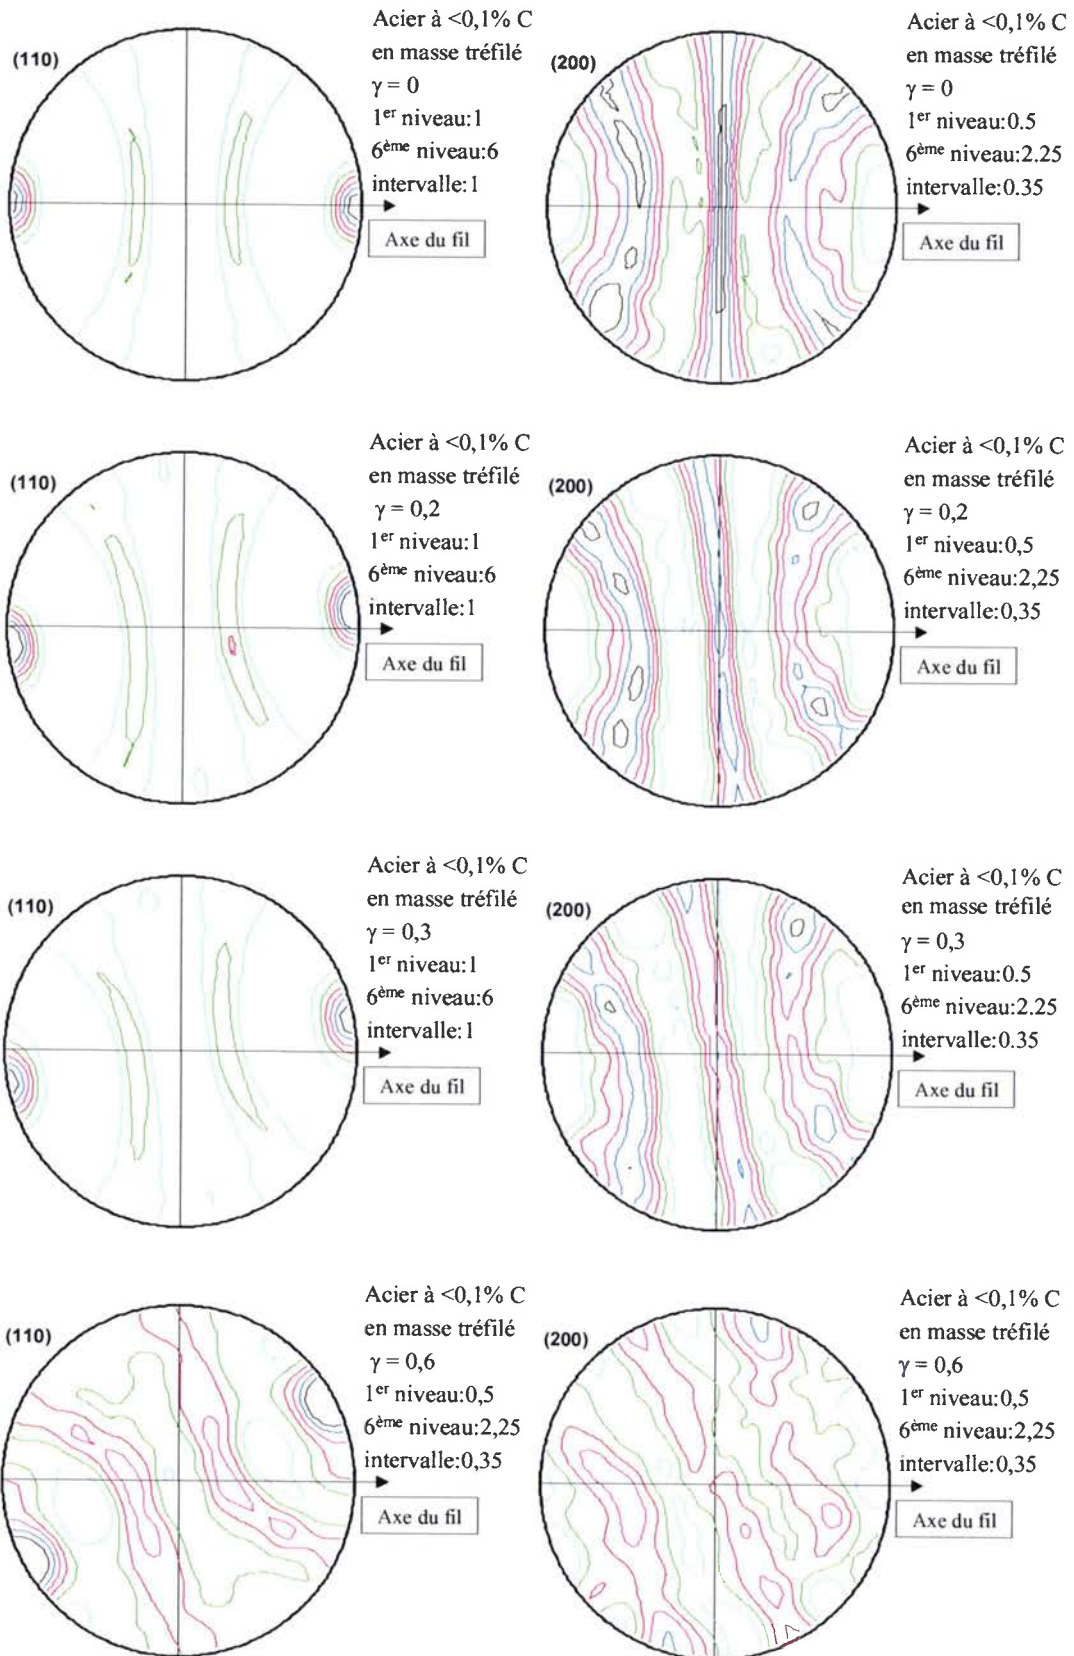 (110)
Acier à <0,1% C
en masse tréfilé
γ = 0
1er niveau:1
6ème niveau:6
intervalle:1
Axe du fil
(200)
Acier à <0,1% C
en masse tréfilé
γ = 0
1er niveau:0.5
6ème niveau:2.25
intervalle:0.35
Axe du fil
(110)
Acier à <0,1% C
en masse tréfilé
γ = 0,2
1er niveau:1
6ème niveau:6
intervalle:1
Axe du fil
(200)
Acier à <0,1% C
en masse tréfilé
γ = 0,2
1er niveau:0,5
6ème niveau:2,25
intervalle:0,35
Axe du fil
(110)
Acier à <0,1% C
en masse tréfilé
γ = 0,3
1er niveau:1
6ème niveau:6
intervalle:1
Axe du fil
(200)
Acier à <0,1% C
en masse tréfilé
γ = 0,3
1er niveau:0.5
6ème niveau:2.25
intervalle:0.35
Axe du fil
(110)
Acier à <0,1% C
en masse tréfilé
γ = 0,6
1er niveau:0,5
6ème niveau:2,25
intervalle:0,35
Axe du fil
(200)
Acier à <0,1% C
en masse tréfilé
γ = 0,6
1er niveau:0,5
6ème niveau:2,25
intervalle:0,35
Axe du fil